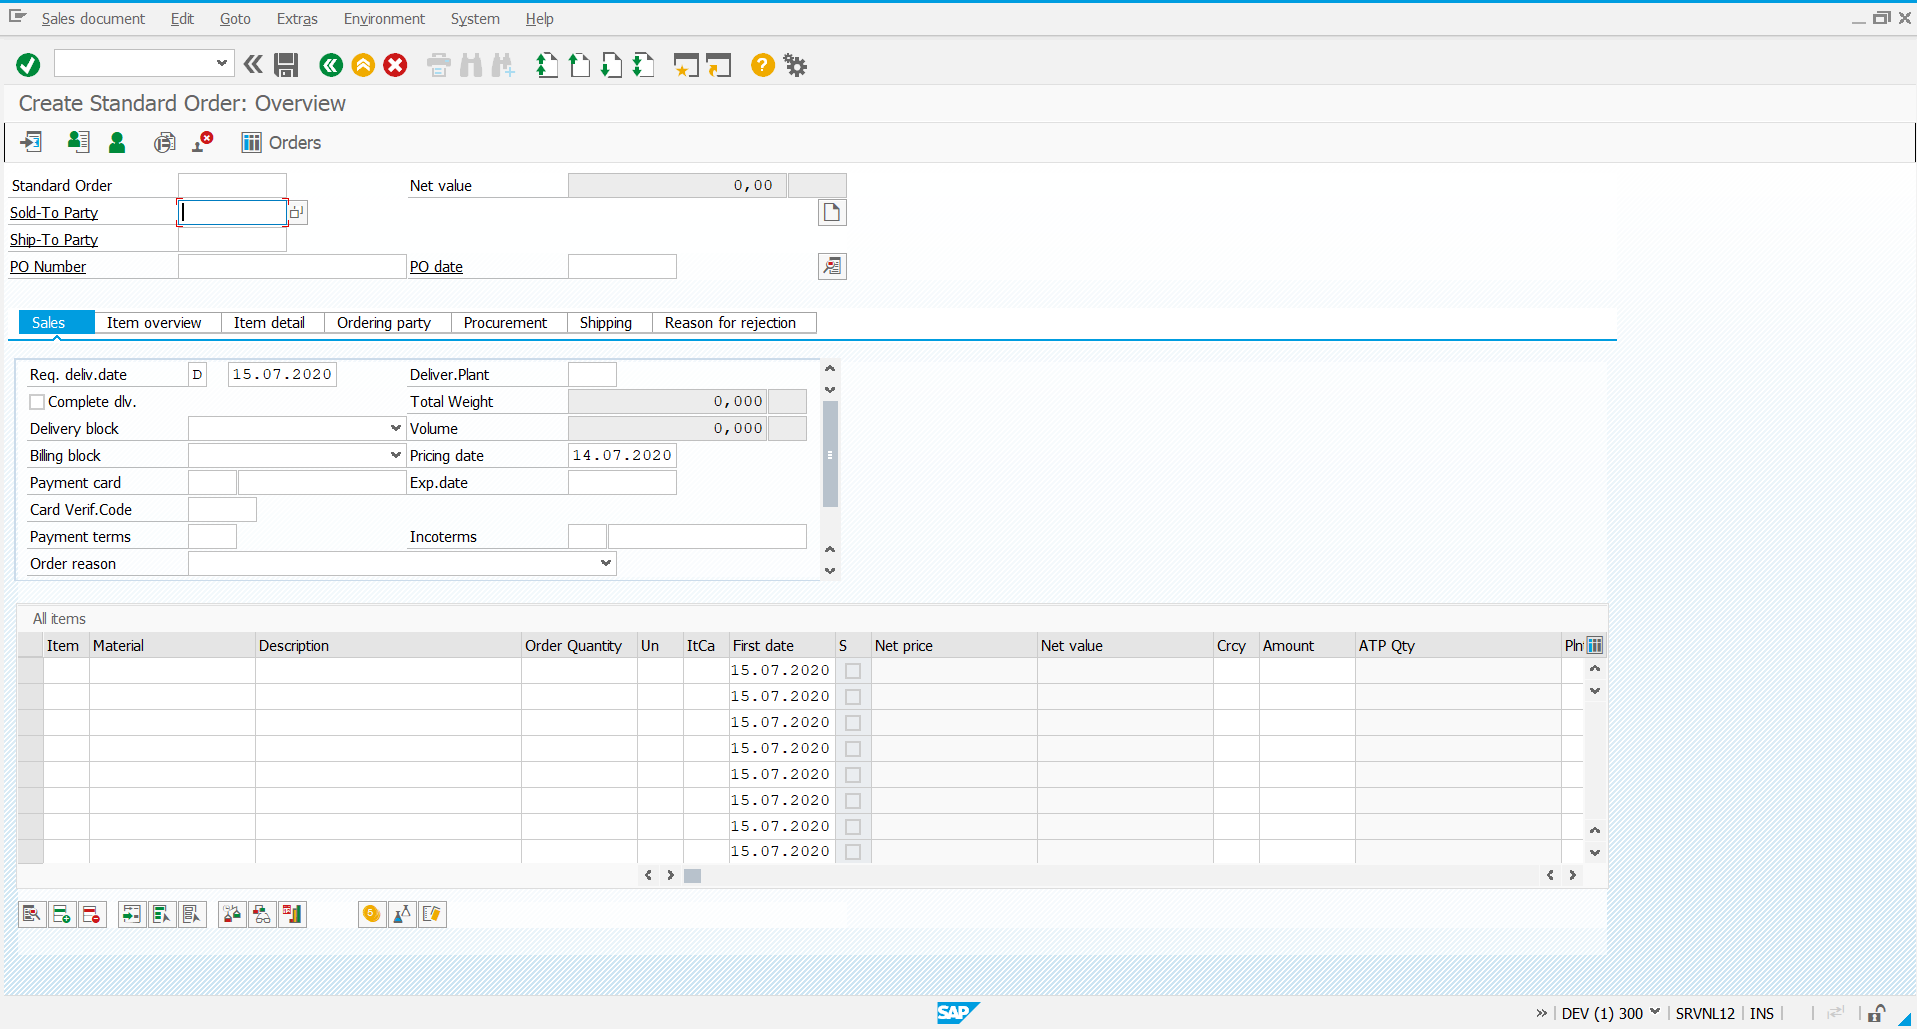 Sales document Edit Goto Extras Environment System Help
Create Standard Order: Overview
Orders
Standard Order Net value 0,00
Sold-To Party
Ship-To Party
PO Number PO date
Sales Item overview Item detail Ordering party Procurement Shipping Reason for rejection
Req. deliv.date D 15.07.2020 Deliver.Plant
Complete dlv. Total Weight 0,000
Delivery block Volume 0,000
Billing block Pricing date 14.07.2020
Payment card Exp.date
Card Verif.Code
Payment terms Incoterms
Order reason
All items
Item Material Description Order Quantity Un ItCa First date S Net price Net value Crcy Amount ATP Qty Pln
15.07.2020
15.07.2020
15.07.2020
15.07.2020
15.07.2020
15.07.2020
15.07.2020
15.07.2020
SAP DEV (1) 300 SRVNL12 INS